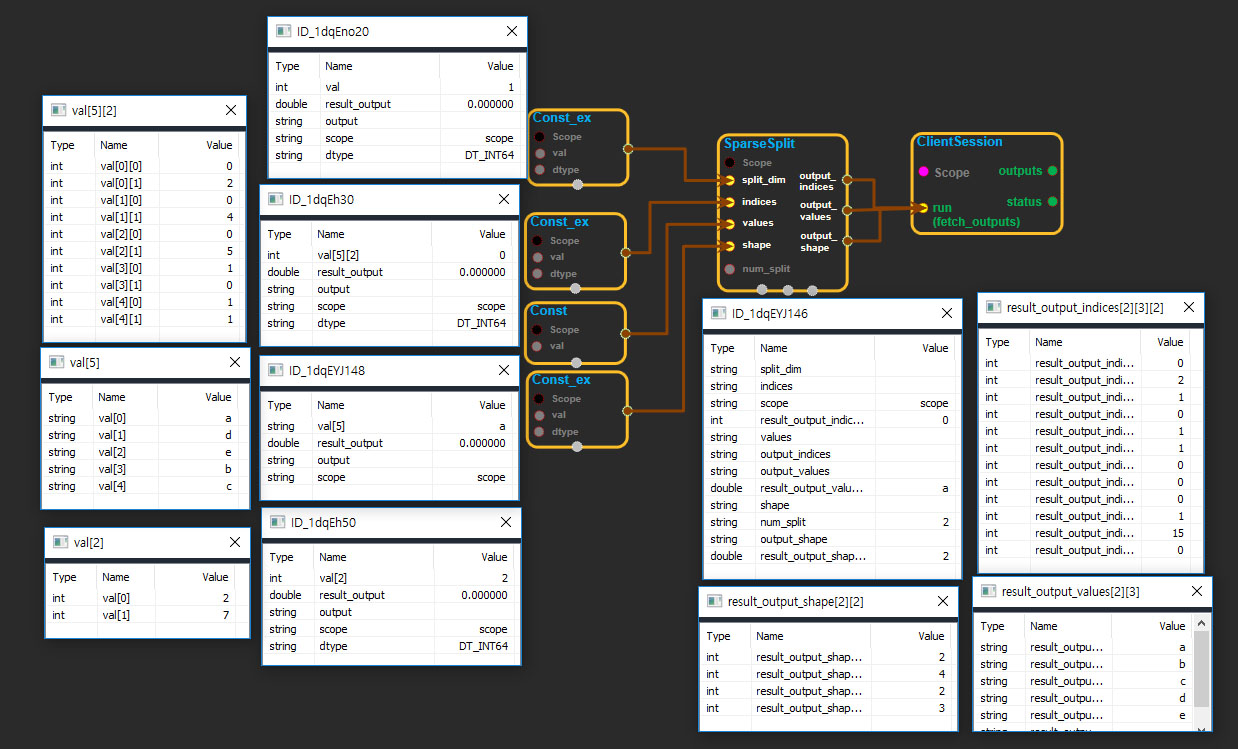 val[5][2]
Type Name Value
int val[0][0] 0
int val[0][1] 2
int val[1][0] 0
int val[1][1] 4
int val[2][0] 0
int val[2][1] 5
int val[3][0] 1
int val[3][1] 0
int val[4][0] 1
int val[4][1] 1
val[5]
Type Name Value
string val[0] a
string val[1] d
string val[2] e
string val[3] b
string val[4] c
val[2]
Type Name Value
int val[0] 2
int val[1] 7
ID_1dqEno20
Type Name Value
int val 1
double result_output 0.000000
string output
string scope scope
string dtype DT_INT64
ID_1dqEh30
Type Name Value
int val[5][2] 0
double result_output 0.000000
string output
string scope scope
string dtype DT_INT64
ID_1dqEYJ148
Type Name Value
string val[5] a
double result_output 0.000000
string output
string scope scope
ID_1dqEh50
Type Name Value
int val[2] 2
double result_output 0.000000
string output
string scope scope
string dtype DT_INT64
Const_ex
Scope
val
dtype
Const_ex
Scope
val
dtype
Const
Scope
val
Const_ex
Scope
val
dtype
SparseSplit
Scope
split_dim
indices
values
shape
num_split
output_
indices
output_
values
output_
shape
ClientSession
Scope
run
(fetch_outputs)
outputs
status
ID_1dqEYJ146
Type Name Value
string split_dim
string indices
string scope scope
int result_output_indic... 0
string values
string output_indices
string output_values
double result_output_valu... a
string shape
string num_split 2
string output_shape
double result_output_shap... 2
result_output_shape[2][2]
Type Name Value
int result_output_shap... 2
int result_output_shap... 4
int result_output_shap... 2
int result_output_shap... 3
result_output_indices[2][3][2]
Type Name Value
int result_output_indi... 0
int result_output_indi... 2
int result_output_indi... 1
int result_output_indi... 0
int result_output_indi... 1
int result_output_indi... 1
int result_output_indi... 0
int result_output_indi... 0
int result_output_indi... 0
int result_output_indi... 1
int result_output_indi... 15
int result_output_indi... 0
result_output_values[2][3]
Type Name Value
string result_outpu... a
string result_outpu... b
string result_outpu... c
string result_outpu... d
string result_outpu... e